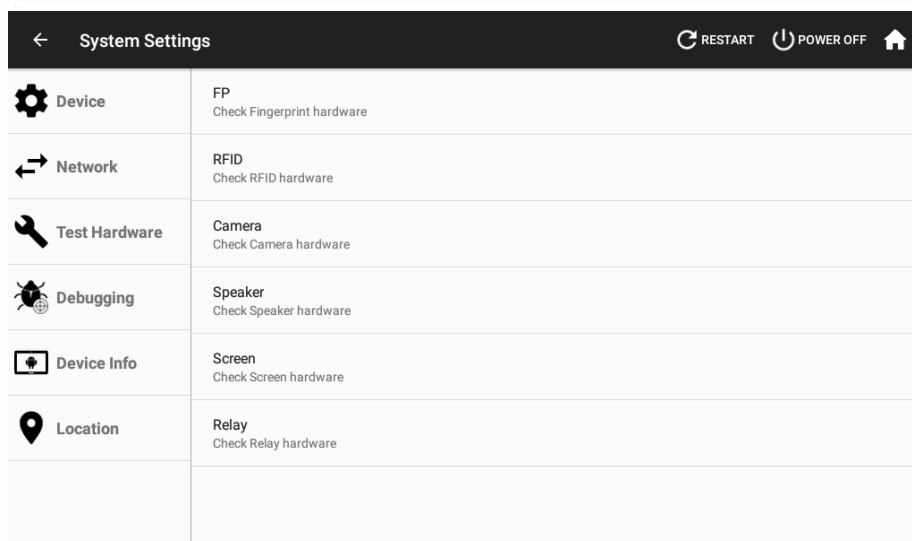 System Settings
RESTART
POWER OFF
Device
Network
Test Hardware
Debugging
Device Info
Location
FP
Check Fingerprint hardware
RFID
Check RFID hardware
Camera
Check Camera hardware
Speaker
Check Speaker hardware
Screen
Check Screen hardware
Relay
Check Relay hardware